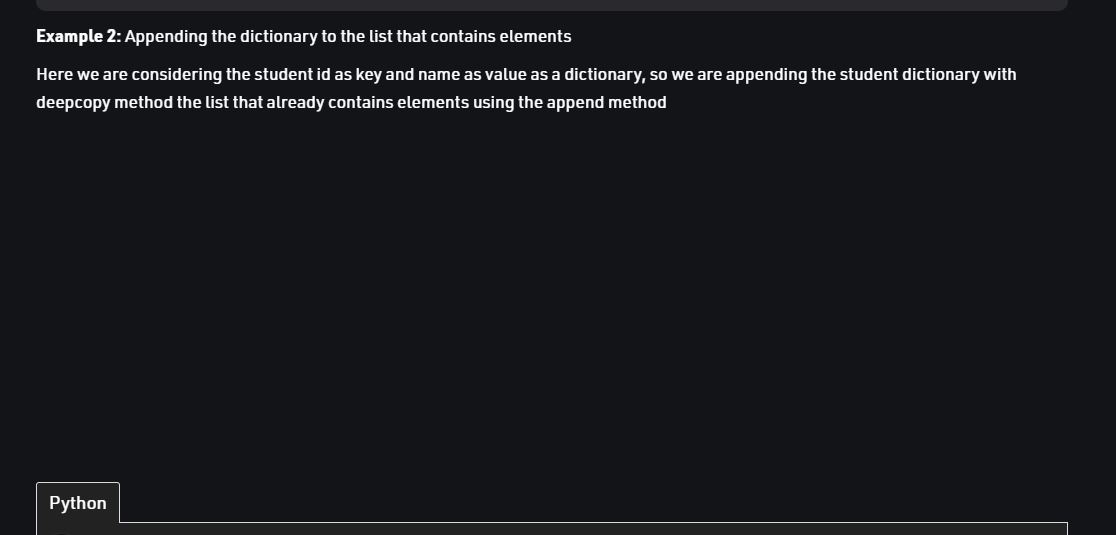 Example 2: Appending the dictionary to the list that contains elements
Here we are considering the student id as key and name as value as a dictionary, so we are appending the student dictionary with
deepcopy method the list that already contains elements using the append method
Python